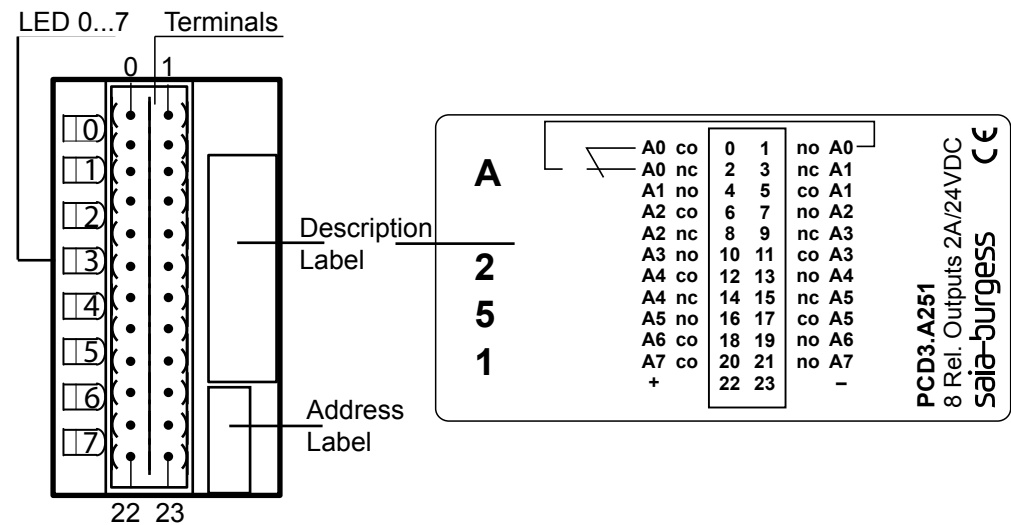 LED 0...7 Terminals
0 1
0
1
2
3
4
5
6
7
22 23
Description
Label
Address
Label
A
2
5
1
A0 co 0 1 no A0
A0 nc 2 3 nc A1
A1 no 4 5 co A1
A2 co 6 7 no A2
A2 nc 8 9 nc A3
A3 no 10 11 co A3
A4 co 12 13 no A4
A4 nc 14 15 nc A5
A5 no 16 17 co A5
A6 co 18 19 no A6
A7 co 20 21 no A7
+ 22 23 −
PCD3.A251
8 Rel. Outputs 2A/24VDC
saia-burgess CE